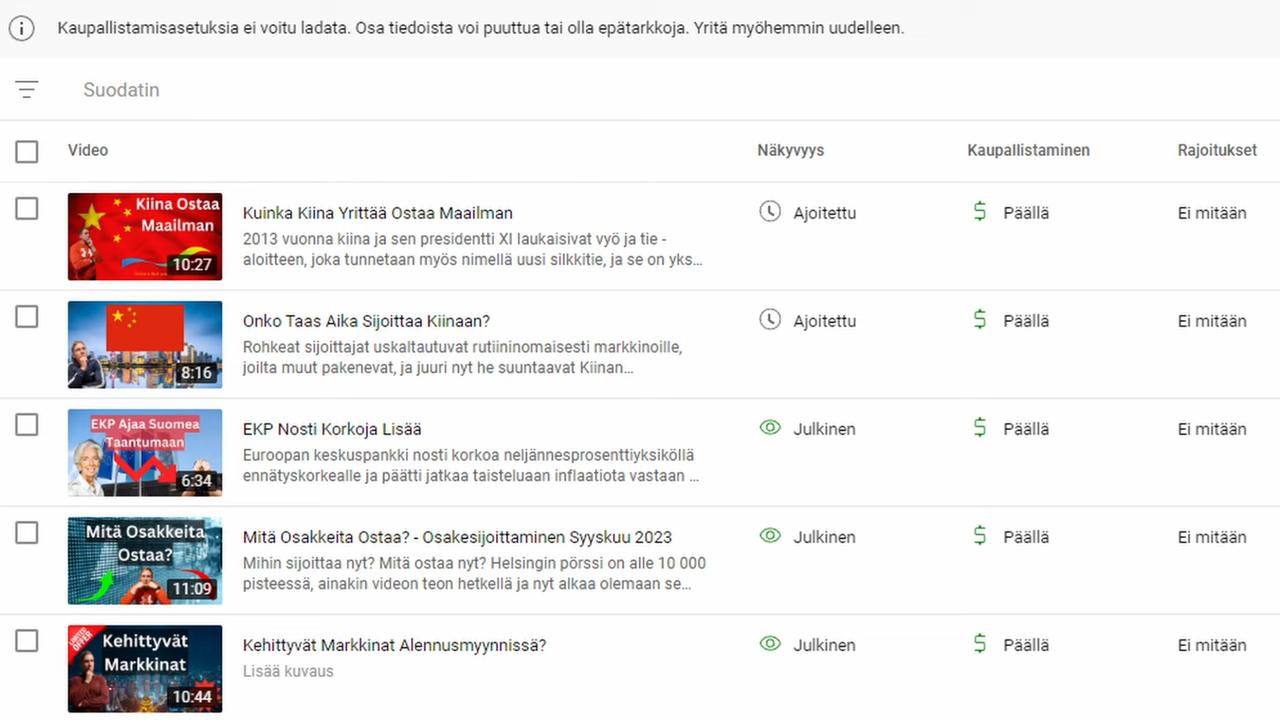 Kaupallistamisasetuksia ei voitu ladata. Osa tiedoista voi puuttua tai olla epätarkkoja. Yritä myöhemmin uudelleen.
Suodatin
Video Näkyvyys Kaupallistaminen Rajoitukset
Kiina Ostaa
Maailman
10:27
Kuinka Kiina Yrittää Ostaa Maailman
2013 vuonna kiina ja sen presidentti XI laukaisivat vyö ja tie -
aloitteen, joka tunnetaan myös nimellä uusi silkkitie, ja se on yks...
Ajoitettu
Päällä
Ei mitään
8:16
Onko Taas Aika Sijoittaa Kiinaan?
Rohkeat sijoittajat uskaltautuvat rutiininomaisesti markkinoille,
joilta muut pakenevat, ja juuri nyt he suuntaavat Kiinan...
Ajoitettu
Päällä
Ei mitään
EKP Ajaa Suomea
Taantumaan
6:34
EKP Nosti Korkoja Lisää
Euroopan keskuspankki nosti korkoa neljännesprosenttiyksiköllä
ennätyskorkealle ja päätti jatkaa taisteluaan inflaatiota vastaan ...
Julkinen
Päällä
Ei mitään
Mitä Osakkeita
Ostaa?
11:09
Mitä Osakkeita Ostaa? - Osakesijoittaminen Syyskuu 2023
Mihin sijoittaa nyt? Mitä ostaa nyt? Helsingin pörssi on alle 10 000
pisteessä, ainakin videon teon hetkellä ja nyt alkaa olemaan se...
Julkinen
Päällä
Ei mitään
LIMITED
OFFER
Kehittyvät
Markkinat
10:44
Kehittyvät Markkinat Alennusmyynnissä?
Lisää kuvaus
Julkinen
Päällä
Ei mitään